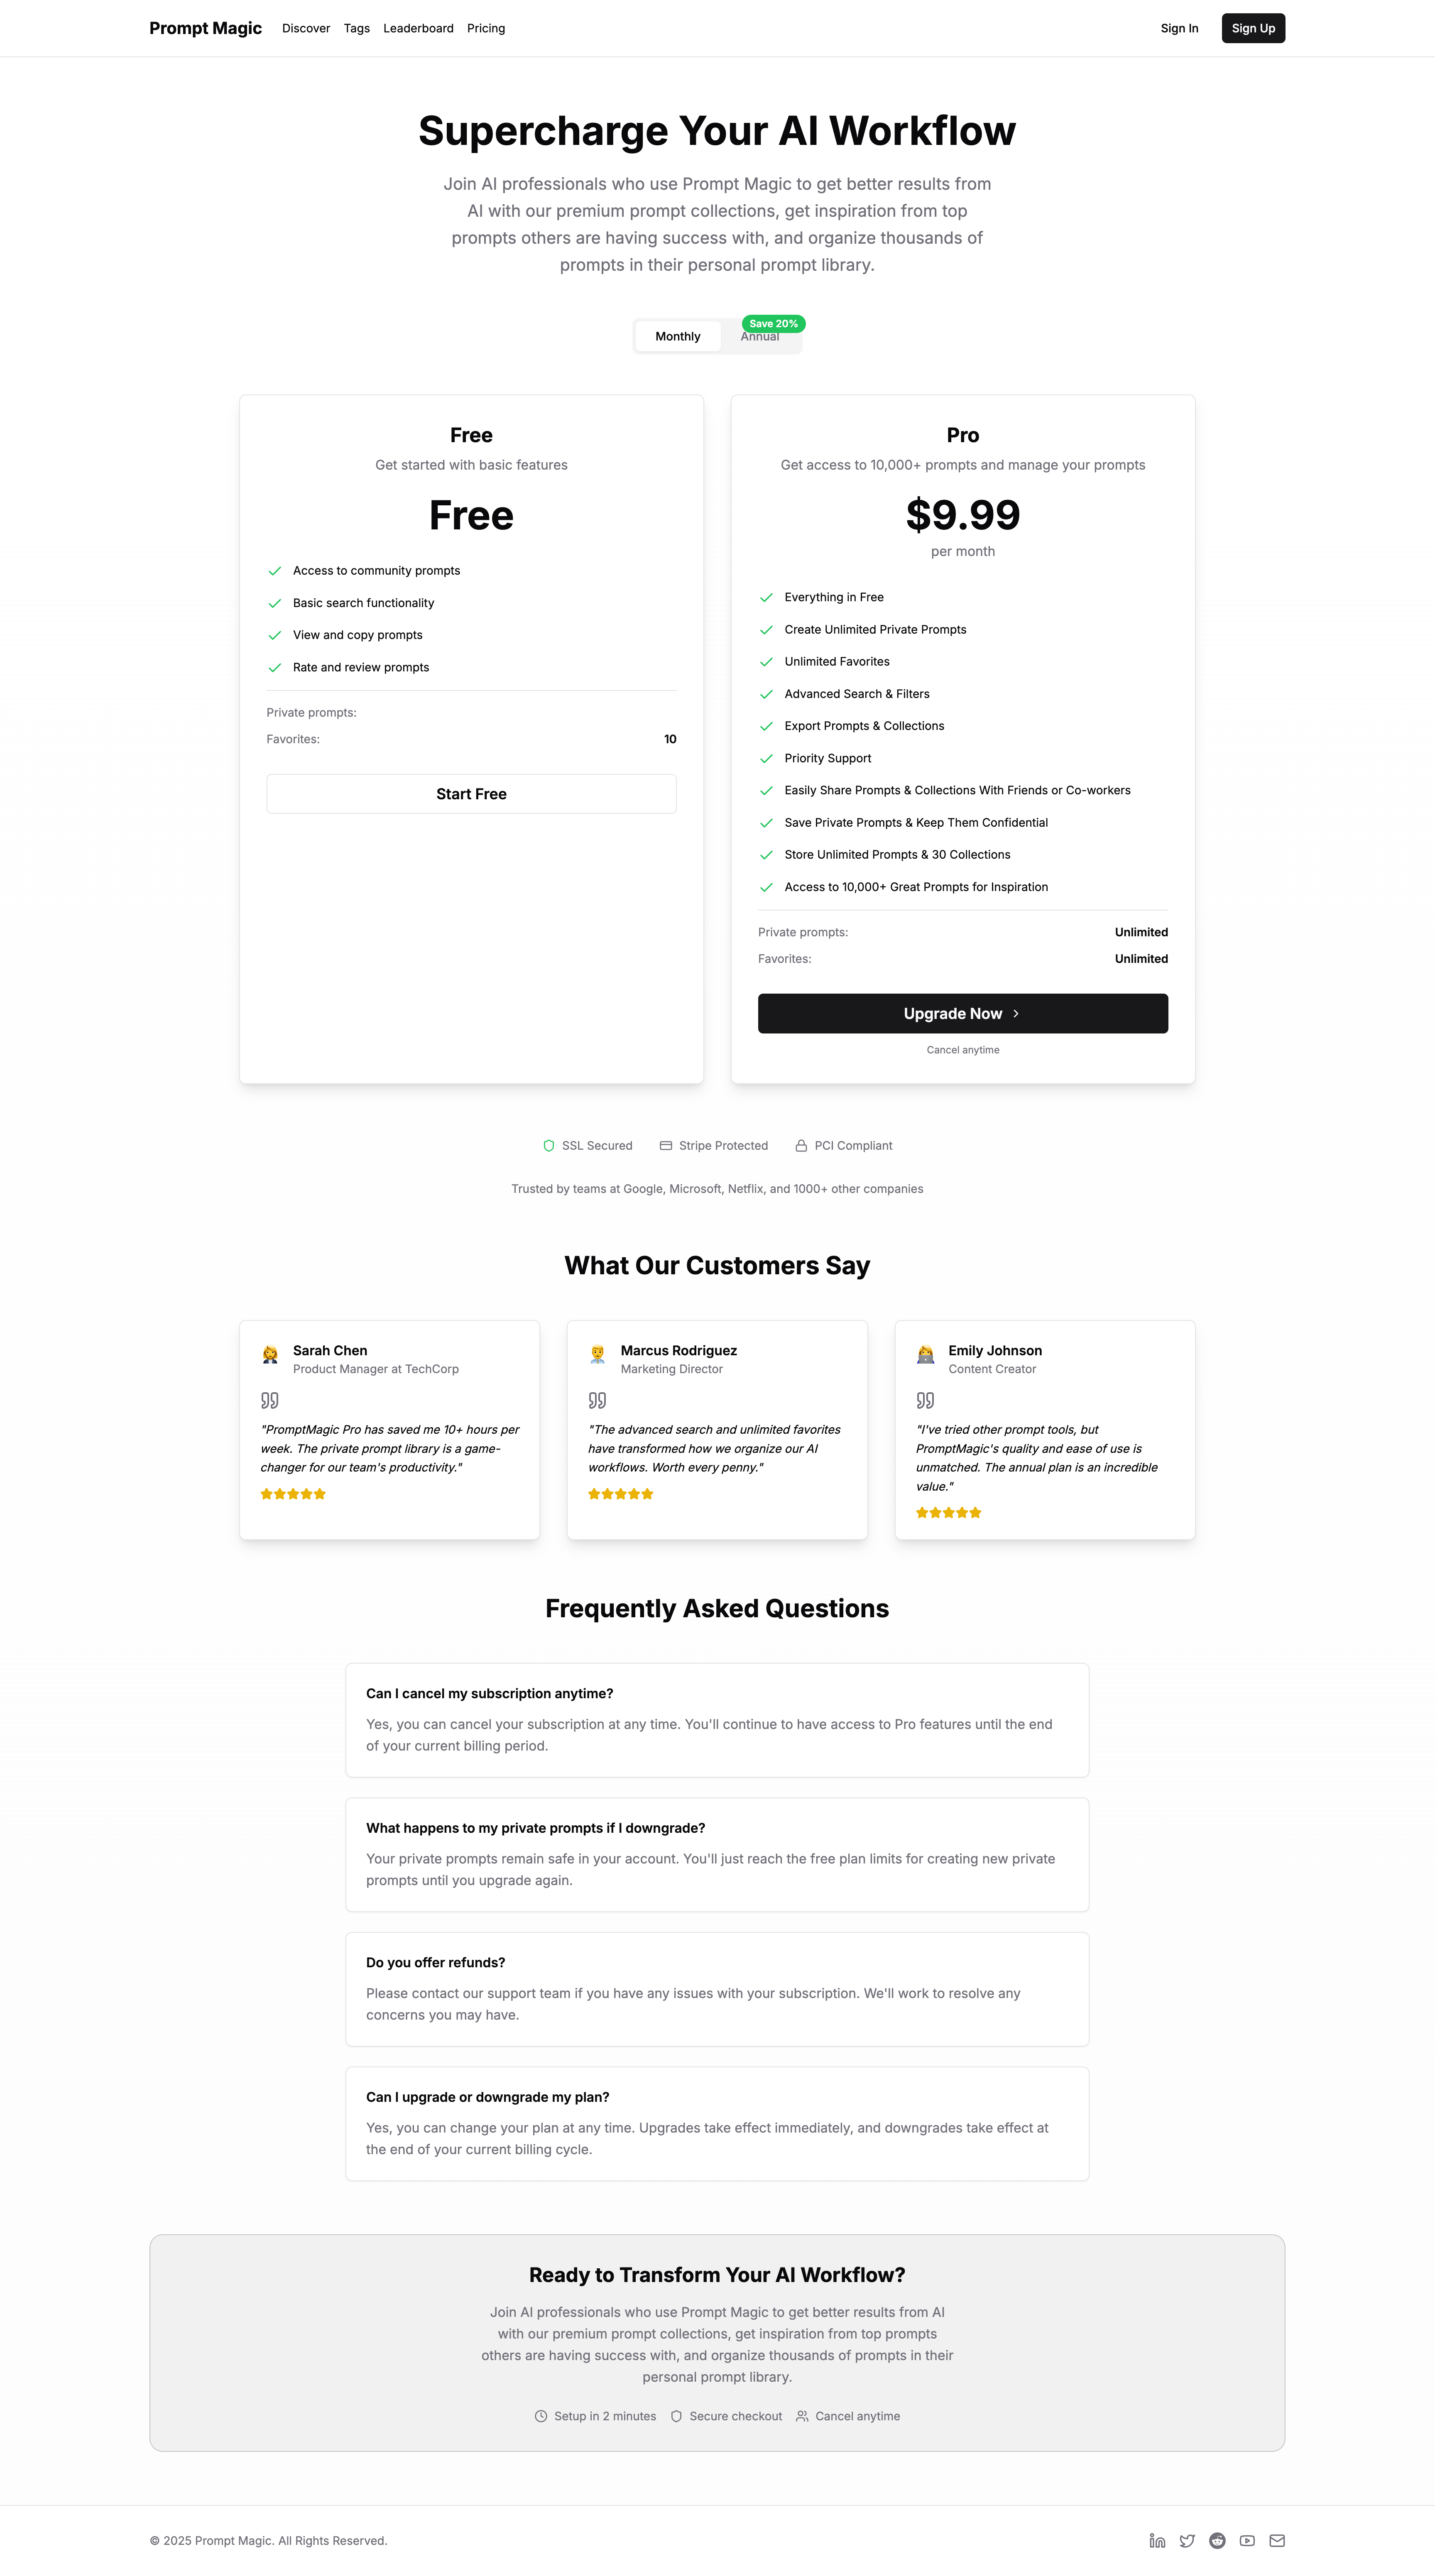 Prompt Magic
Discover
Tags
Leaderboard
Pricing
Sign In
Sign Up
Supercharge Your AI Workflow
Join AI professionals who use Prompt Magic to get better results from
AI with our premium prompt collections, get inspiration from top
prompts others are having success with, and organize thousands of
prompts in their personal prompt library.
Monthly
Annual
Save 20%
Free
Get started with basic features
Free
Access to community prompts
Basic search functionality
View and copy prompts
Rate and review prompts
Private prompts:
Favorites: 10
Start Free
Pro
Get access to 10,000+ prompts and manage your prompts
$9.99
per month
Everything in Free
Create Unlimited Private Prompts
Unlimited Favorites
Advanced Search & Filters
Export Prompts & Collections
Priority Support
Easily Share Prompts & Collections With Friends or Co-workers
Save Private Prompts & Keep Them Confidential
Store Unlimited Prompts & 30 Collections
Access to 10,000+ Great Prompts for Inspiration
Private prompts: Unlimited
Favorites: Unlimited
Upgrade Now
Cancel anytime
SSL Secured
Stripe Protected
PCI Compliant
Trusted by teams at Google, Microsoft, Netflix, and 1000+ other companies
What Our Customers Say
Sarah Chen
Product Manager at TechCorp
"PromptMagic Pro has saved me 10+ hours per
week. The private prompt library is a game-
changer for our team's productivity."
Marcus Rodriguez
Marketing Director
"The advanced search and unlimited favorites
have transformed how we organize our AI
workflows. Worth every penny."
Emily Johnson
Content Creator
"I've tried other prompt tools, but
PromptMagic's quality and ease of use is
unmatched. The annual plan is an incredible
value."
Frequently Asked Questions
Can I cancel my subscription anytime?
Yes, you can cancel your subscription at any time. You'll continue to have access to Pro features until the end
of your current billing period.
What happens to my private prompts if I downgrade?
Your private prompts remain safe in your account. You'll just reach the free plan limits for creating new private
prompts until you upgrade again.
Do you offer refunds?
Please contact our support team if you have any issues with your subscription. We'll work to resolve any
concerns you may have.
Can I upgrade or downgrade my plan?
Yes, you can change your plan at any time. Upgrades take effect immediately, and downgrades take effect at
the end of your current billing cycle.
Ready to Transform Your AI Workflow?
Join AI professionals who use Prompt Magic to get better results from AI
with our premium prompt collections, get inspiration from top prompts
others are having success with, and organize thousands of prompts in their
personal prompt library.
Setup in 2 minutes
Secure checkout
Cancel anytime
© 2025 Prompt Magic. All Rights Reserved.